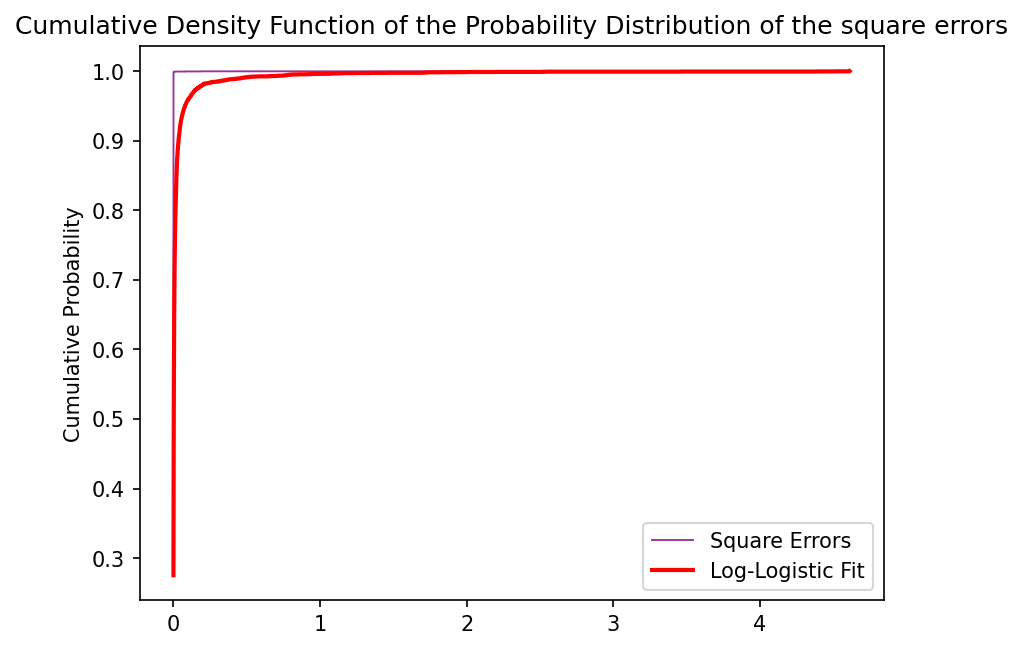 Cumulative Density Function of the Probability Distribution of the square errors
1.0
0.9
0.8
0.7
0.6
0.5
0.4
0.3
Cumulative Probability
Square Errors
Log-Logistic Fit
0 1 2 3 4